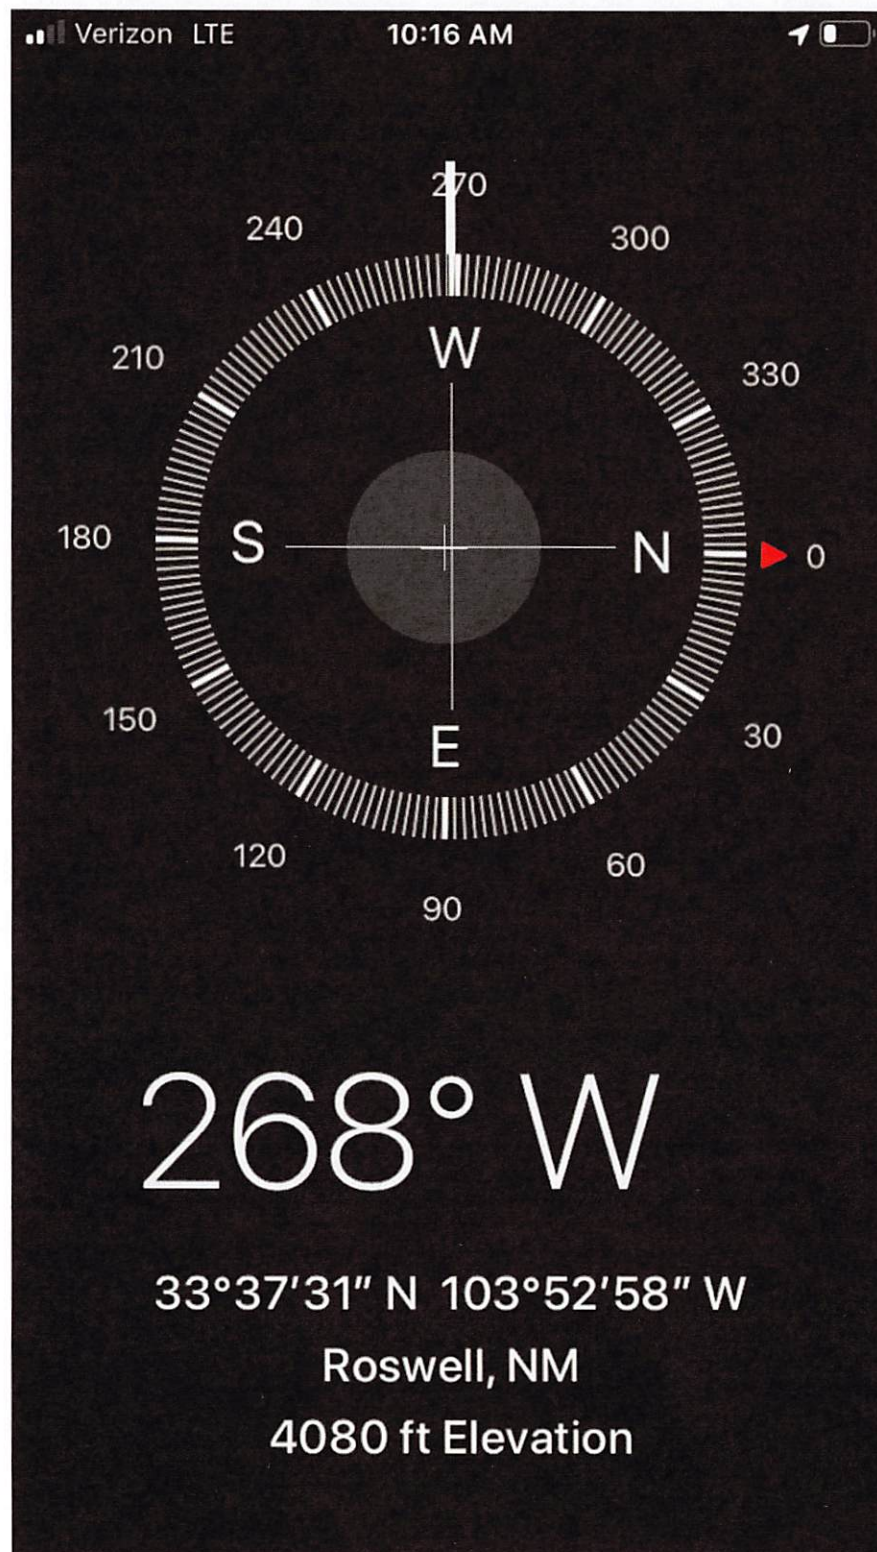 Verizon LTE 10:16 AM
270
240 300
210 330
W
180 S N 0
E
150 30
120 60
90
268° W
33°37'31" N 103°52'58" W
Roswell, NM
4080 ft Elevation